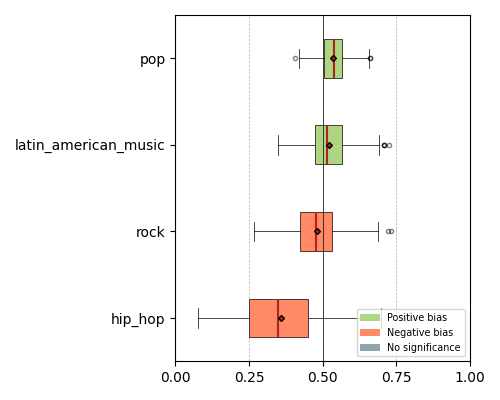 pop
latin_american_music
rock
hip_hop
Positive bias
Negative bias
No significance
0.00 0.25 0.50 0.75 1.00